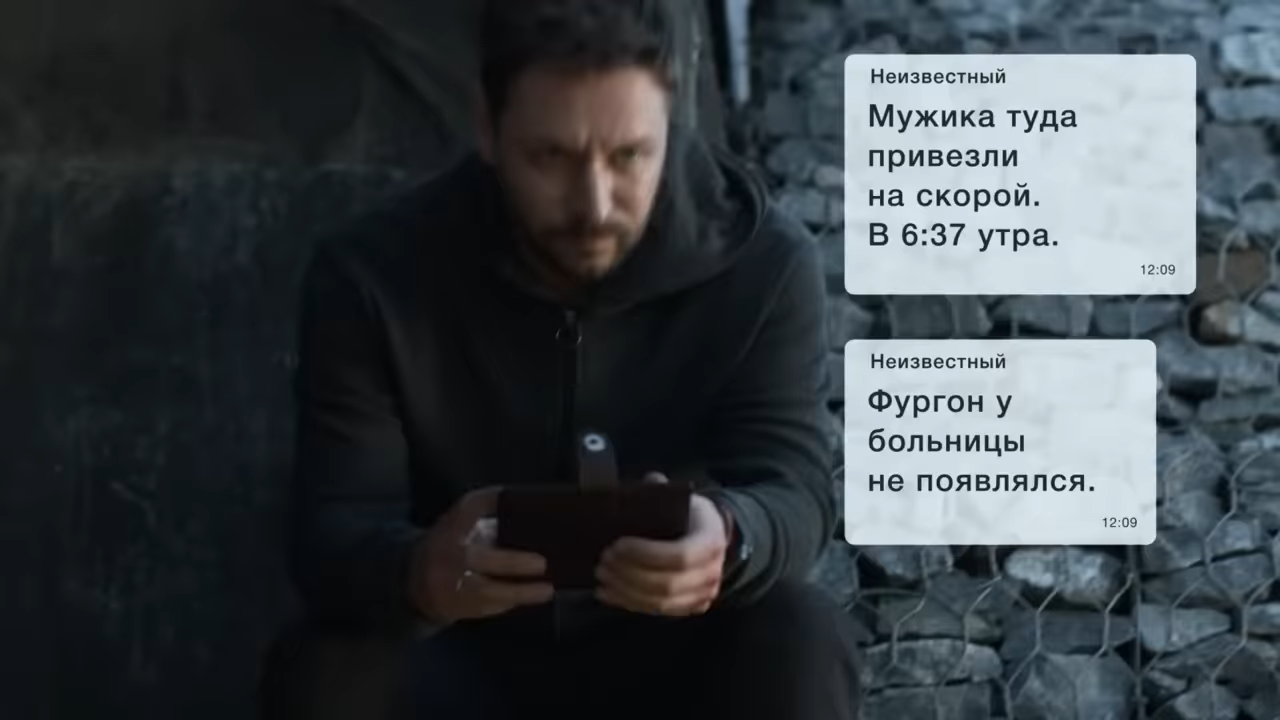 Неизвестный
Мужика туда
привезли
на скорой.
В 6:37 утра.
12:09
Неизвестный
Фургон у
больницы
не появлялся.
12:09